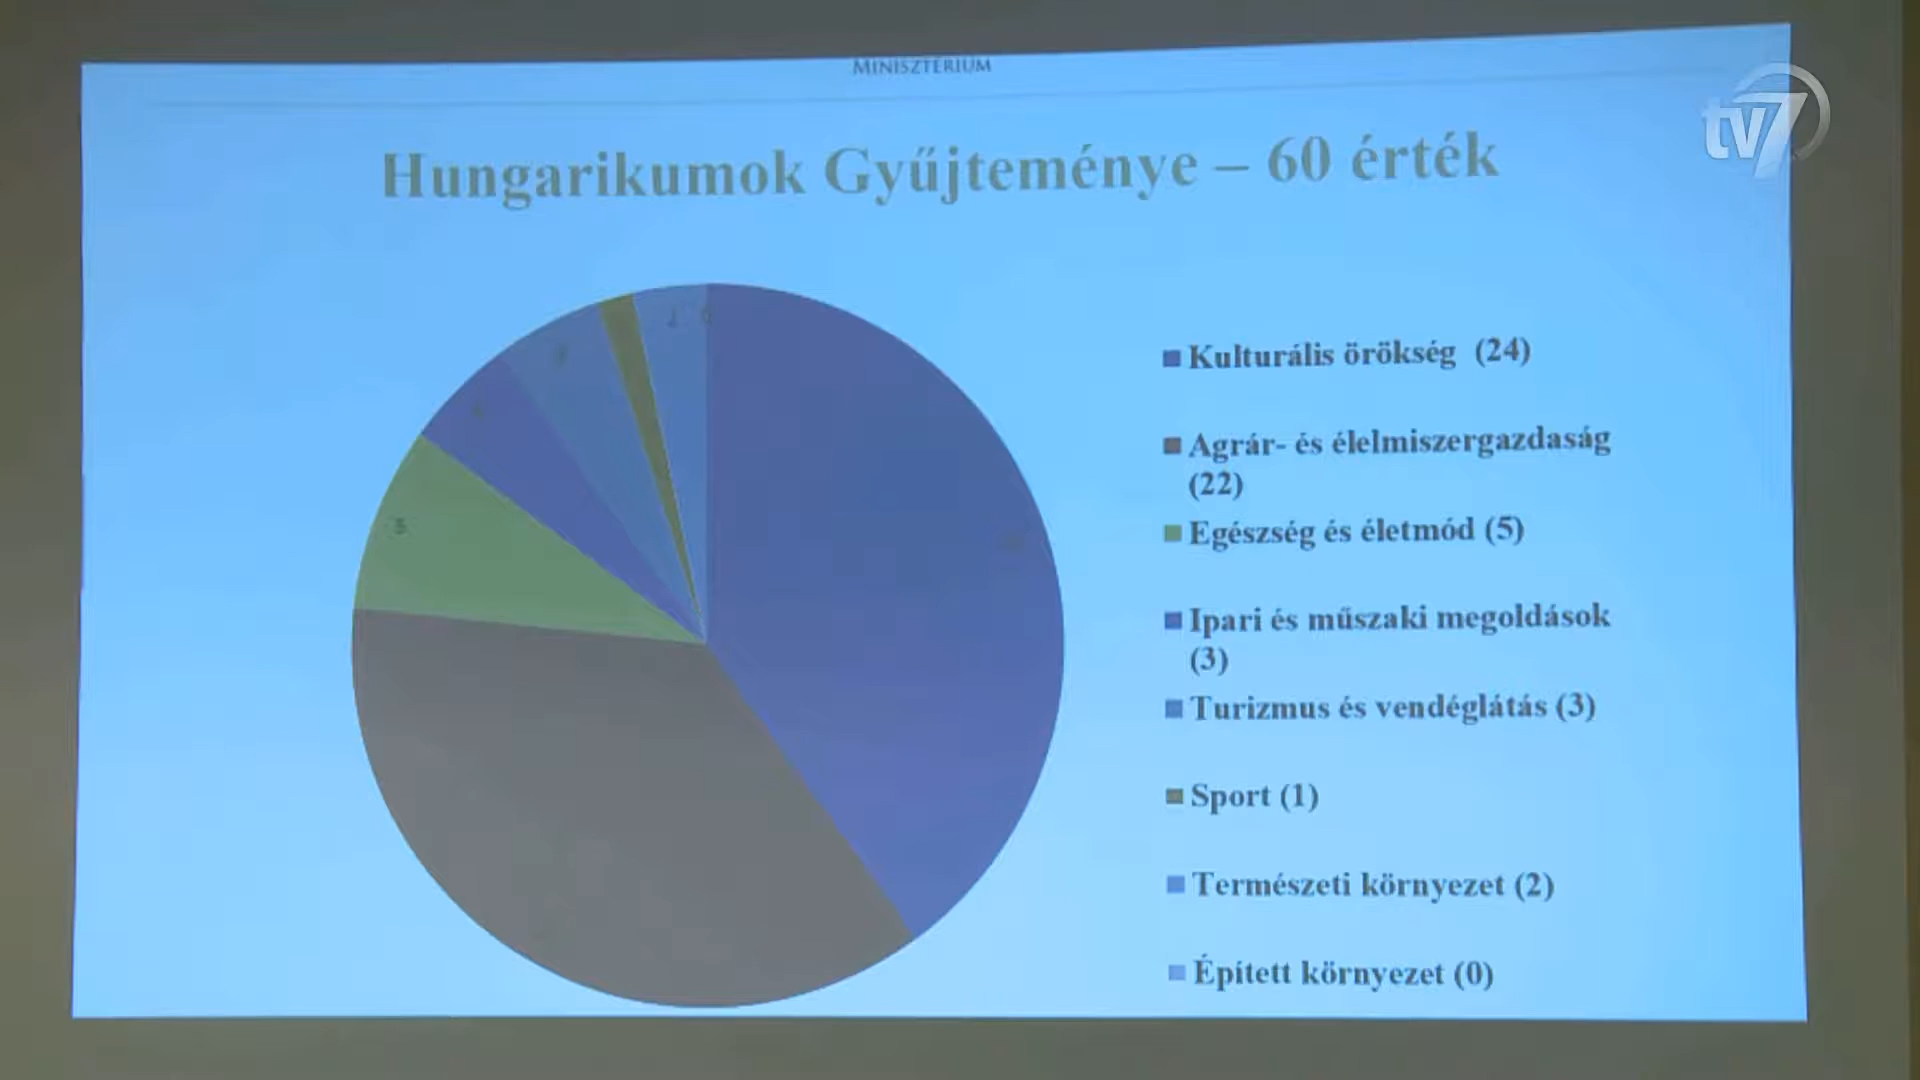 MINISZTÉRIUM
tv7
Hungarikumok Gyűjteménye – 60 érték
5
Kulturális örökség (24)
Agrár- és élelmiszergazdaság
(22)
Egészség és életmód (5)
Ipari és műszaki megoldások
(3)
Turizmus és vendéglátás (3)
Sport (1)
Természeti környezet (2)
Épített környezet (0)